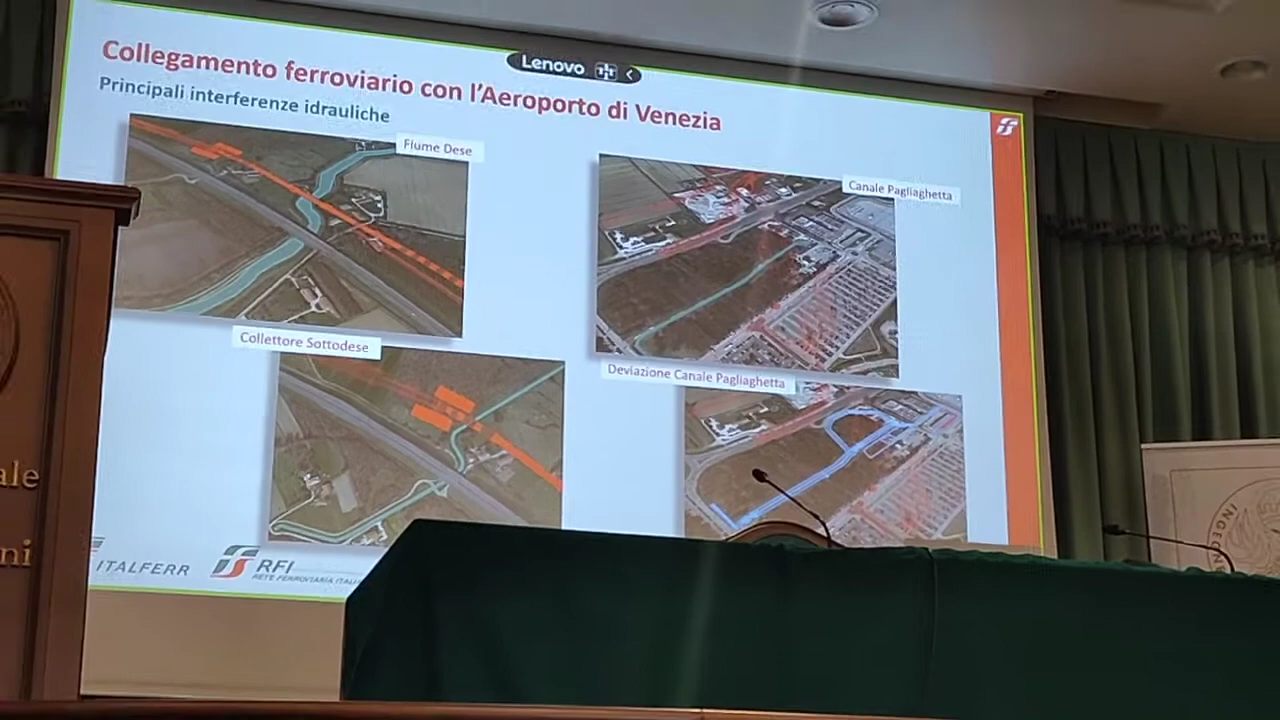 Collegamento ferroviario con l'Aeroporto di Venezia
Principali interferenze idrauliche
Lenovo
Fiume Dese
Canale Pagliaghetta
Collettore Sottodese
Deviazione Canale Pagliaghetta
ITALFERR
RFI
RETE FERROVIARIA
ale
ni